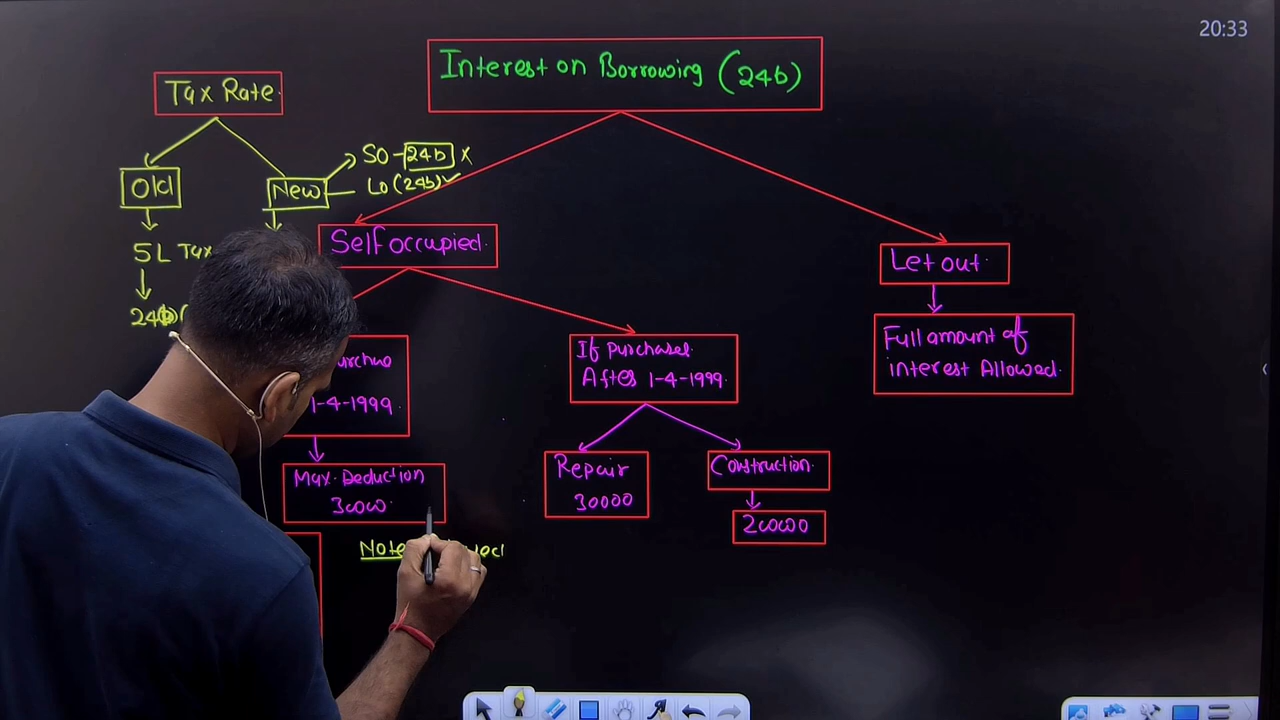 20:33
Interest on Borrowing (24b)
Tax Rate
SO - 24b X
LO (24b) ✓
Old
New
Self occupied
5L Tax
Let out
24b
Full amount of
interest Allowed
If Purchases
After 1-4-1999
1-4-1999
Repair
30000
Construction
Max. Deduction
30000
200000
Note